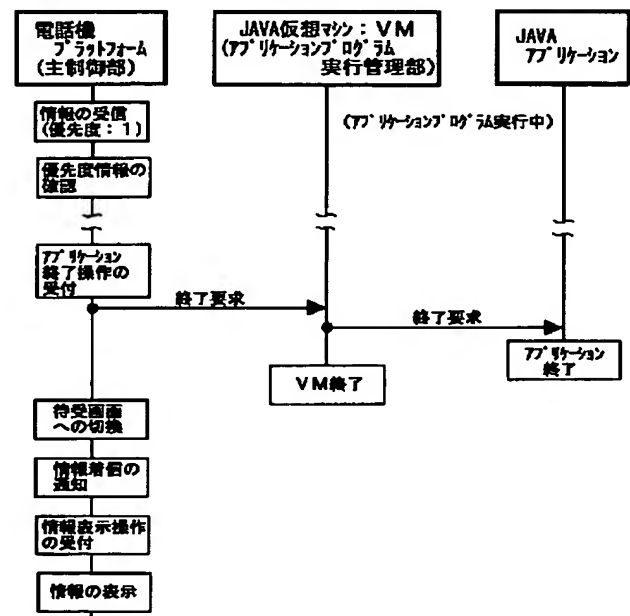 電話機
プラットフォーム
(主制御部)
JAVA仮想マシン：ＶＭ
(アプリケーションプログラム
実行管理部)
JAVA
アプリケーション
情報の受信
(優先度：１)
(アプリケーションプログラム実行中)
優先度情報の
確認
アプリケーション
終了操作の
受付
終了要求
終了要求
アプリケーション
終了
ＶＭ終了
待受画面
への切換
情報着信の
通知
情報表示操作
の受付
情報の表示